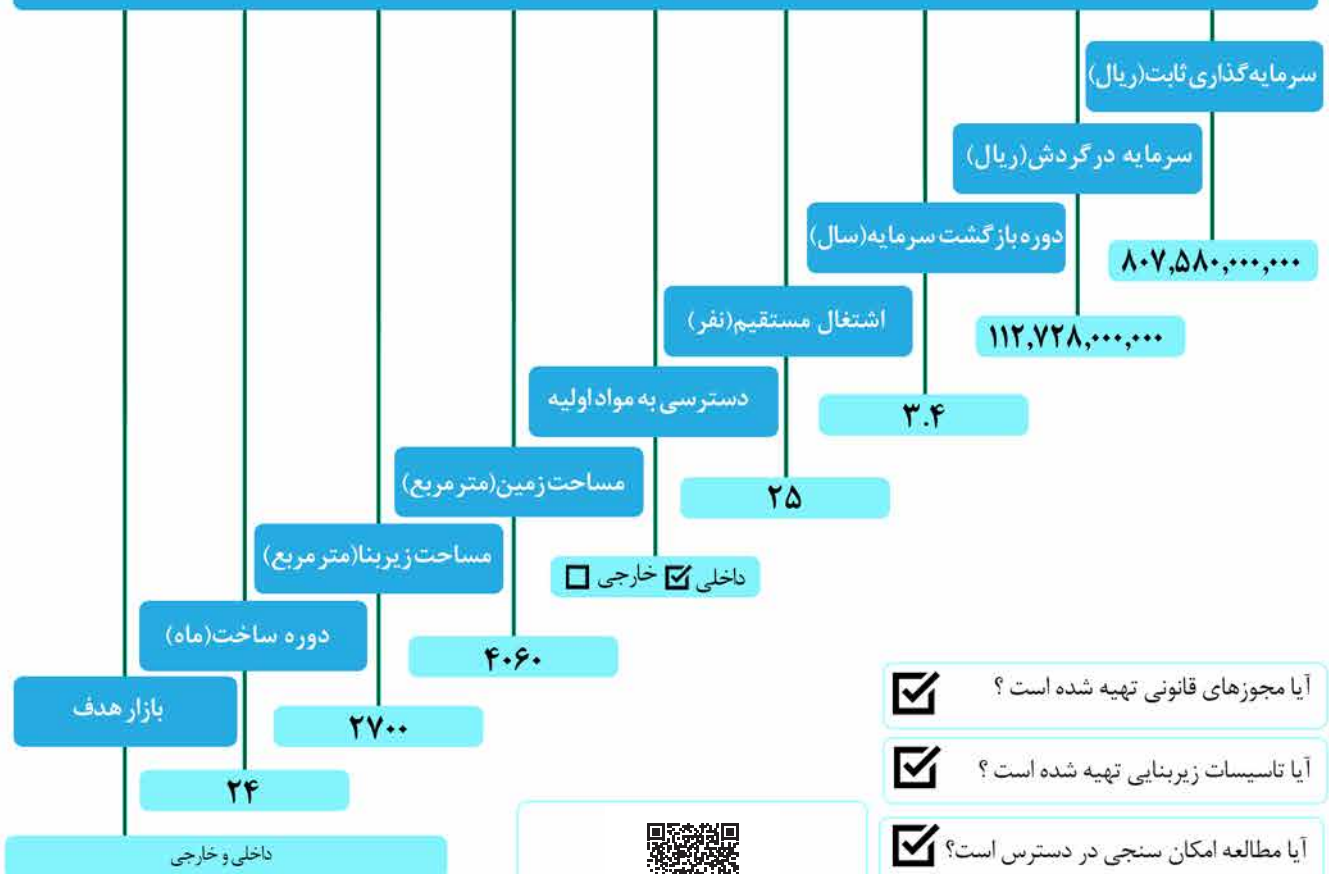 سرمایه‌گذاری ثابت(ریال)
۸۰۷,۵۸۰,۰۰۰,۰۰۰
سرمایه در گردش(ریال)
۱۱۲,۷۲۸,۰۰۰,۰۰۰
دوره بازگشت سرمایه(سال)
۳.۴
اشتغال مستقیم(نفر)
۲۵
دسترسی به مواد اولیه
داخلی ☑ خارجی ☐
مساحت زمین(متر مربع)
۴۰۶۰
مساحت زیربنا(متر مربع)
۲۷۰۰
دوره ساخت(ماه)
۲۴
بازار هدف
داخلی و خارجی
آیا مجوزهای قانونی تهیه شده است ؟ ☑
آیا تاسیسات زیربنایی تهیه شده است ؟ ☑
آیا مطالعه امکان سنجی در دسترس است؟ ☑